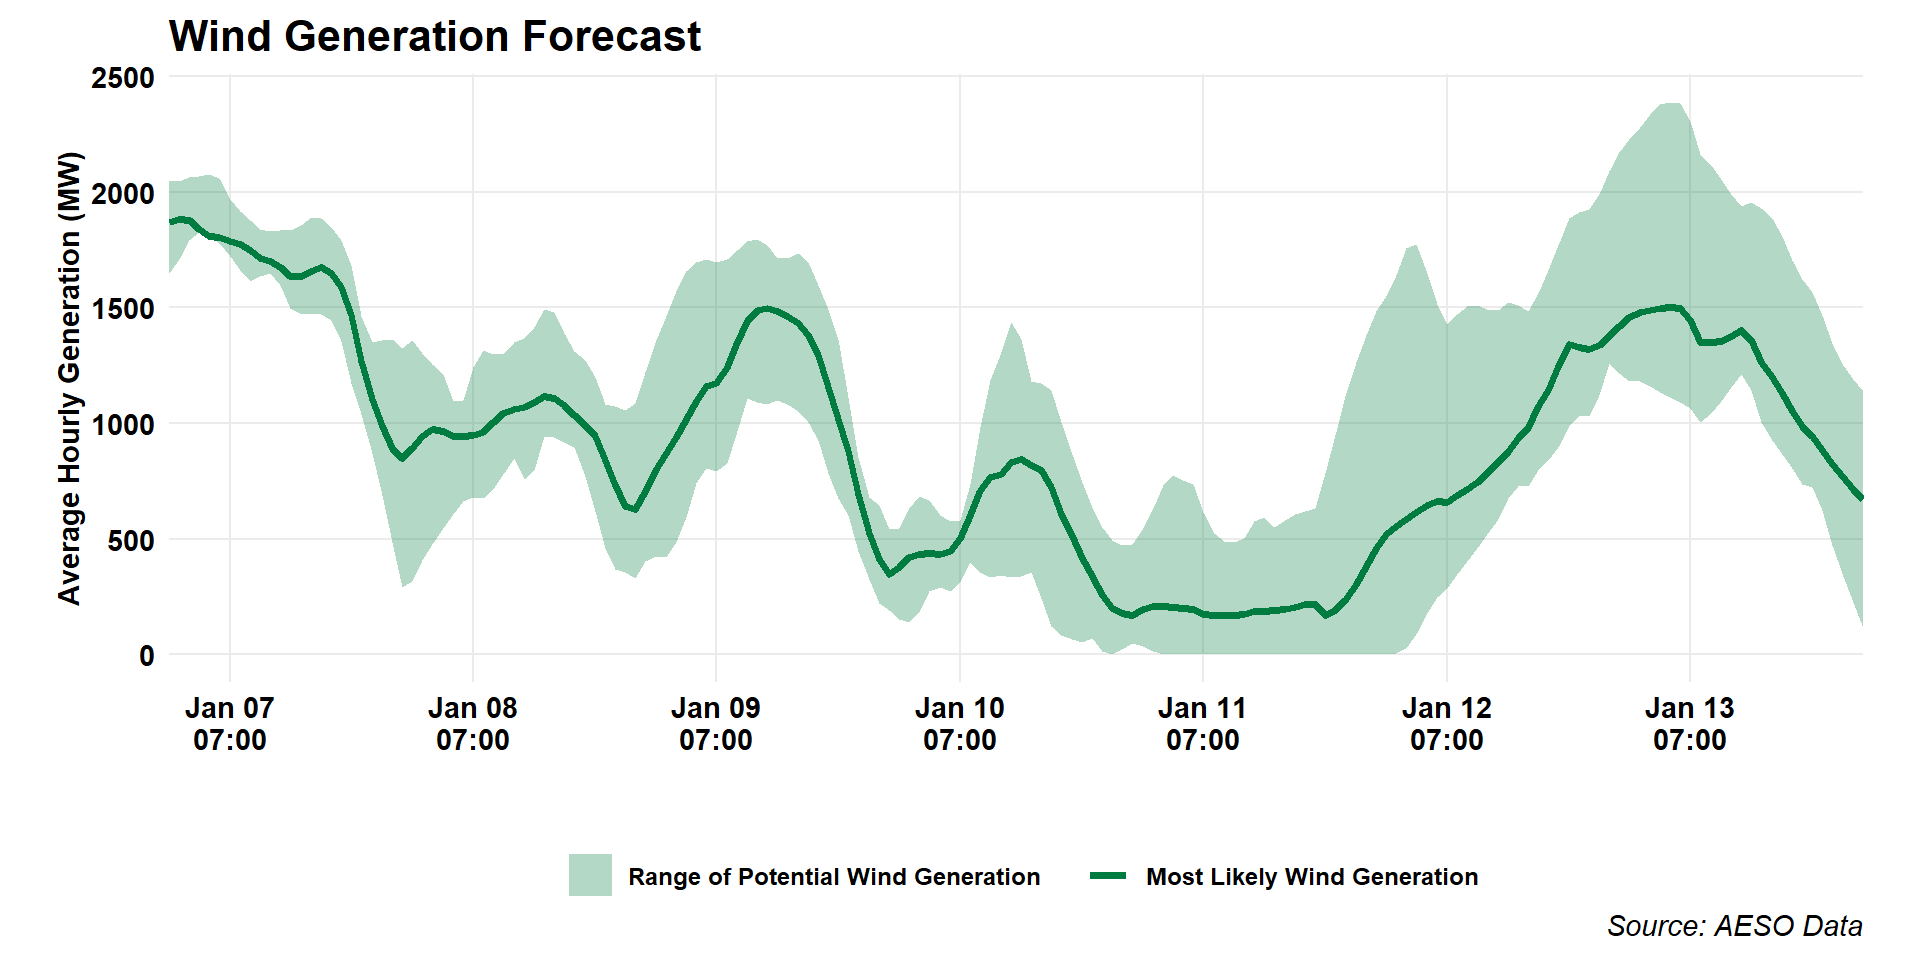 Wind Generation Forecast
Average Hourly Generation (MW)
2500
2000
1500
1000
500
0
Jan 07
07:00
Jan 08
07:00
Jan 09
07:00
Jan 10
07:00
Jan 11
07:00
Jan 12
07:00
Jan 13
07:00
Range of Potential Wind Generation
Most Likely Wind Generation
Source: AESO Data